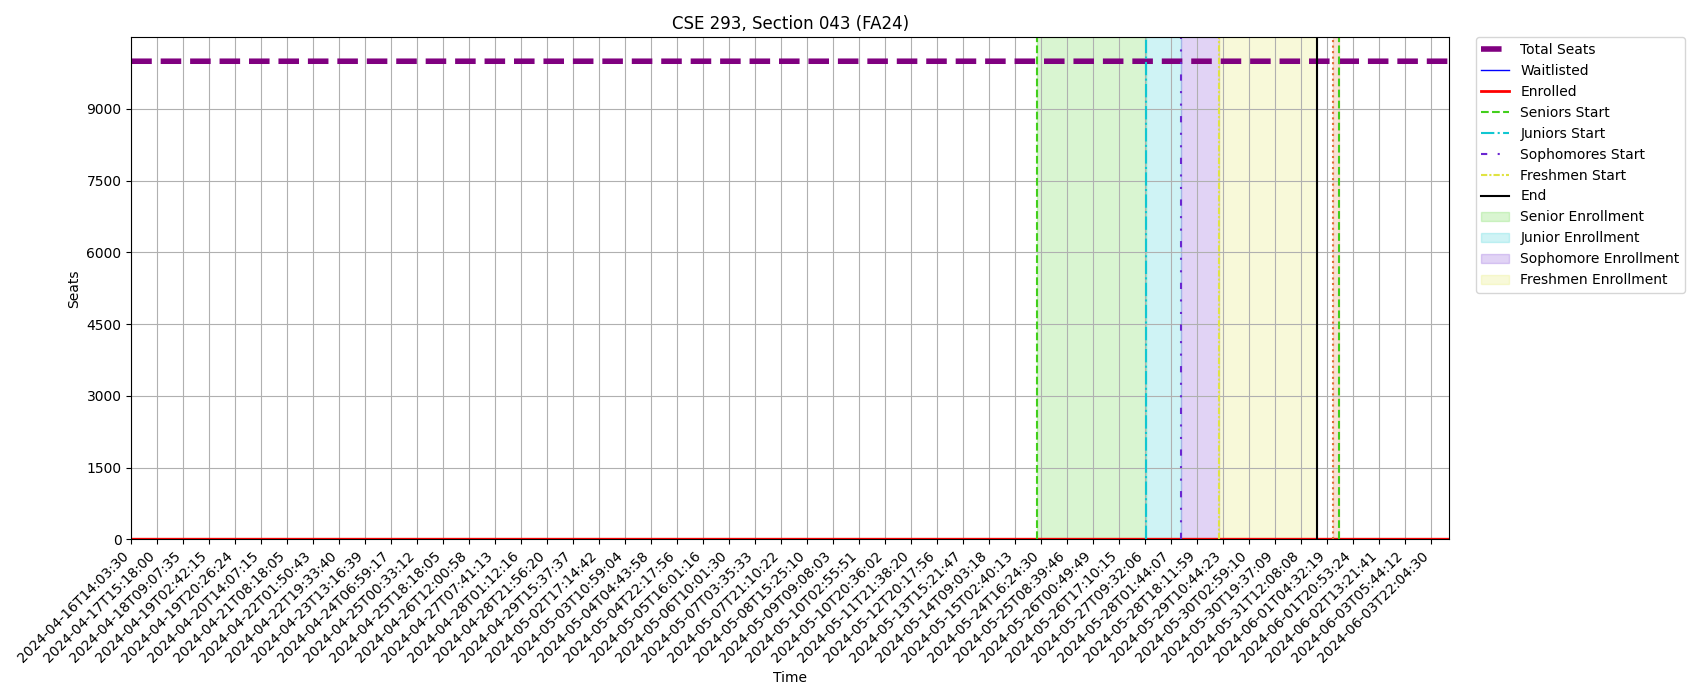 CSE 293, Section 043 (FA24)
Total Seats
Waitlisted
Enrolled
Seniors Start
Juniors Start
Sophomores Start
Freshmen Start
End
Senior Enrollment
Junior Enrollment
Sophomore Enrollment
Freshmen Enrollment
Seats
9000
7500
6000
4500
3000
1500
0
2024-04-16T14:03:30
2024-04-17T15:18:00
2024-04-18T09:07:35
2024-04-19T02:42:15
2024-04-19T20:26:24
2024-04-20T14:07:15
2024-04-21T08:18:05
2024-04-22T01:50:43
2024-04-22T19:33:40
2024-04-23T13:16:39
2024-04-24T06:59:17
2024-04-25T00:33:12
2024-04-25T18:18:05
2024-04-26T12:00:58
2024-04-27T07:41:13
2024-04-28T01:12:16
2024-04-28T21:56:20
2024-04-29T15:37:37
2024-05-02T17:14:42
2024-05-03T10:59:04
2024-05-04T04:43:58
2024-05-04T22:17:56
2024-05-05T16:01:16
2024-05-06T10:01:30
2024-05-07T03:35:33
2024-05-07T21:10:22
2024-05-08T15:25:10
2024-05-09T09:08:03
2024-05-10T02:55:51
2024-05-10T20:36:02
2024-05-11T21:38:20
2024-05-12T20:17:56
2024-05-13T15:21:47
2024-05-14T09:03:18
2024-05-15T02:40:13
2024-05-24T16:24:30
2024-05-25T08:39:46
2024-05-26T00:49:49
2024-05-26T17:10:15
2024-05-27T09:32:06
2024-05-28T01:44:07
2024-05-28T18:11:59
2024-05-29T10:44:23
2024-05-30T02:59:10
2024-05-30T19:37:09
2024-05-31T12:08:08
2024-06-01T04:32:19
2024-06-01T20:53:24
2024-06-02T13:21:41
2024-06-03T05:44:12
2024-06-03T22:04:30
Time